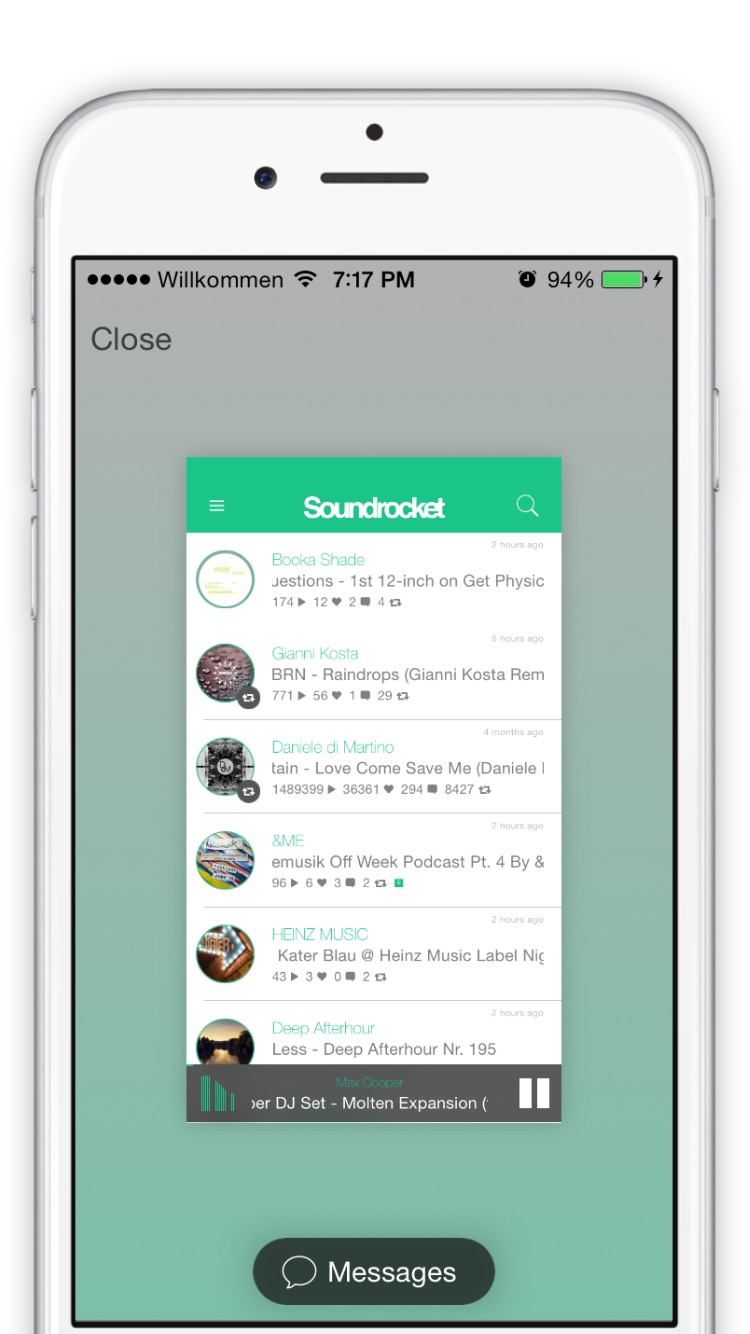 Willkommen 7:17 PM 94%
Close
Soundrocket
2 hours ago
Booka Shade
uestions - 1st 12-inch on Get Physic
174 12 2 4
6 hours ago
Gianni Kosta
BRN - Raindrops (Gianni Kosta Rem
771 56 1 29
4 months ago
Daniele di Martino
tain - Love Come Save Me (Daniele
1489399 36361 294 8427
2 hours ago
&ME
emusik Off Week Podcast Pt. 4 By &
96 6 3 2
2 hours ago
HEINZ MUSIC
Kater Blau @ Heinz Music Label Nig
43 3 0 2
2 hours ago
Deep Afterhour
Less - Deep Afterhour Nr. 195
Max Cooper
per DJ Set - Molten Expansion (
Messages